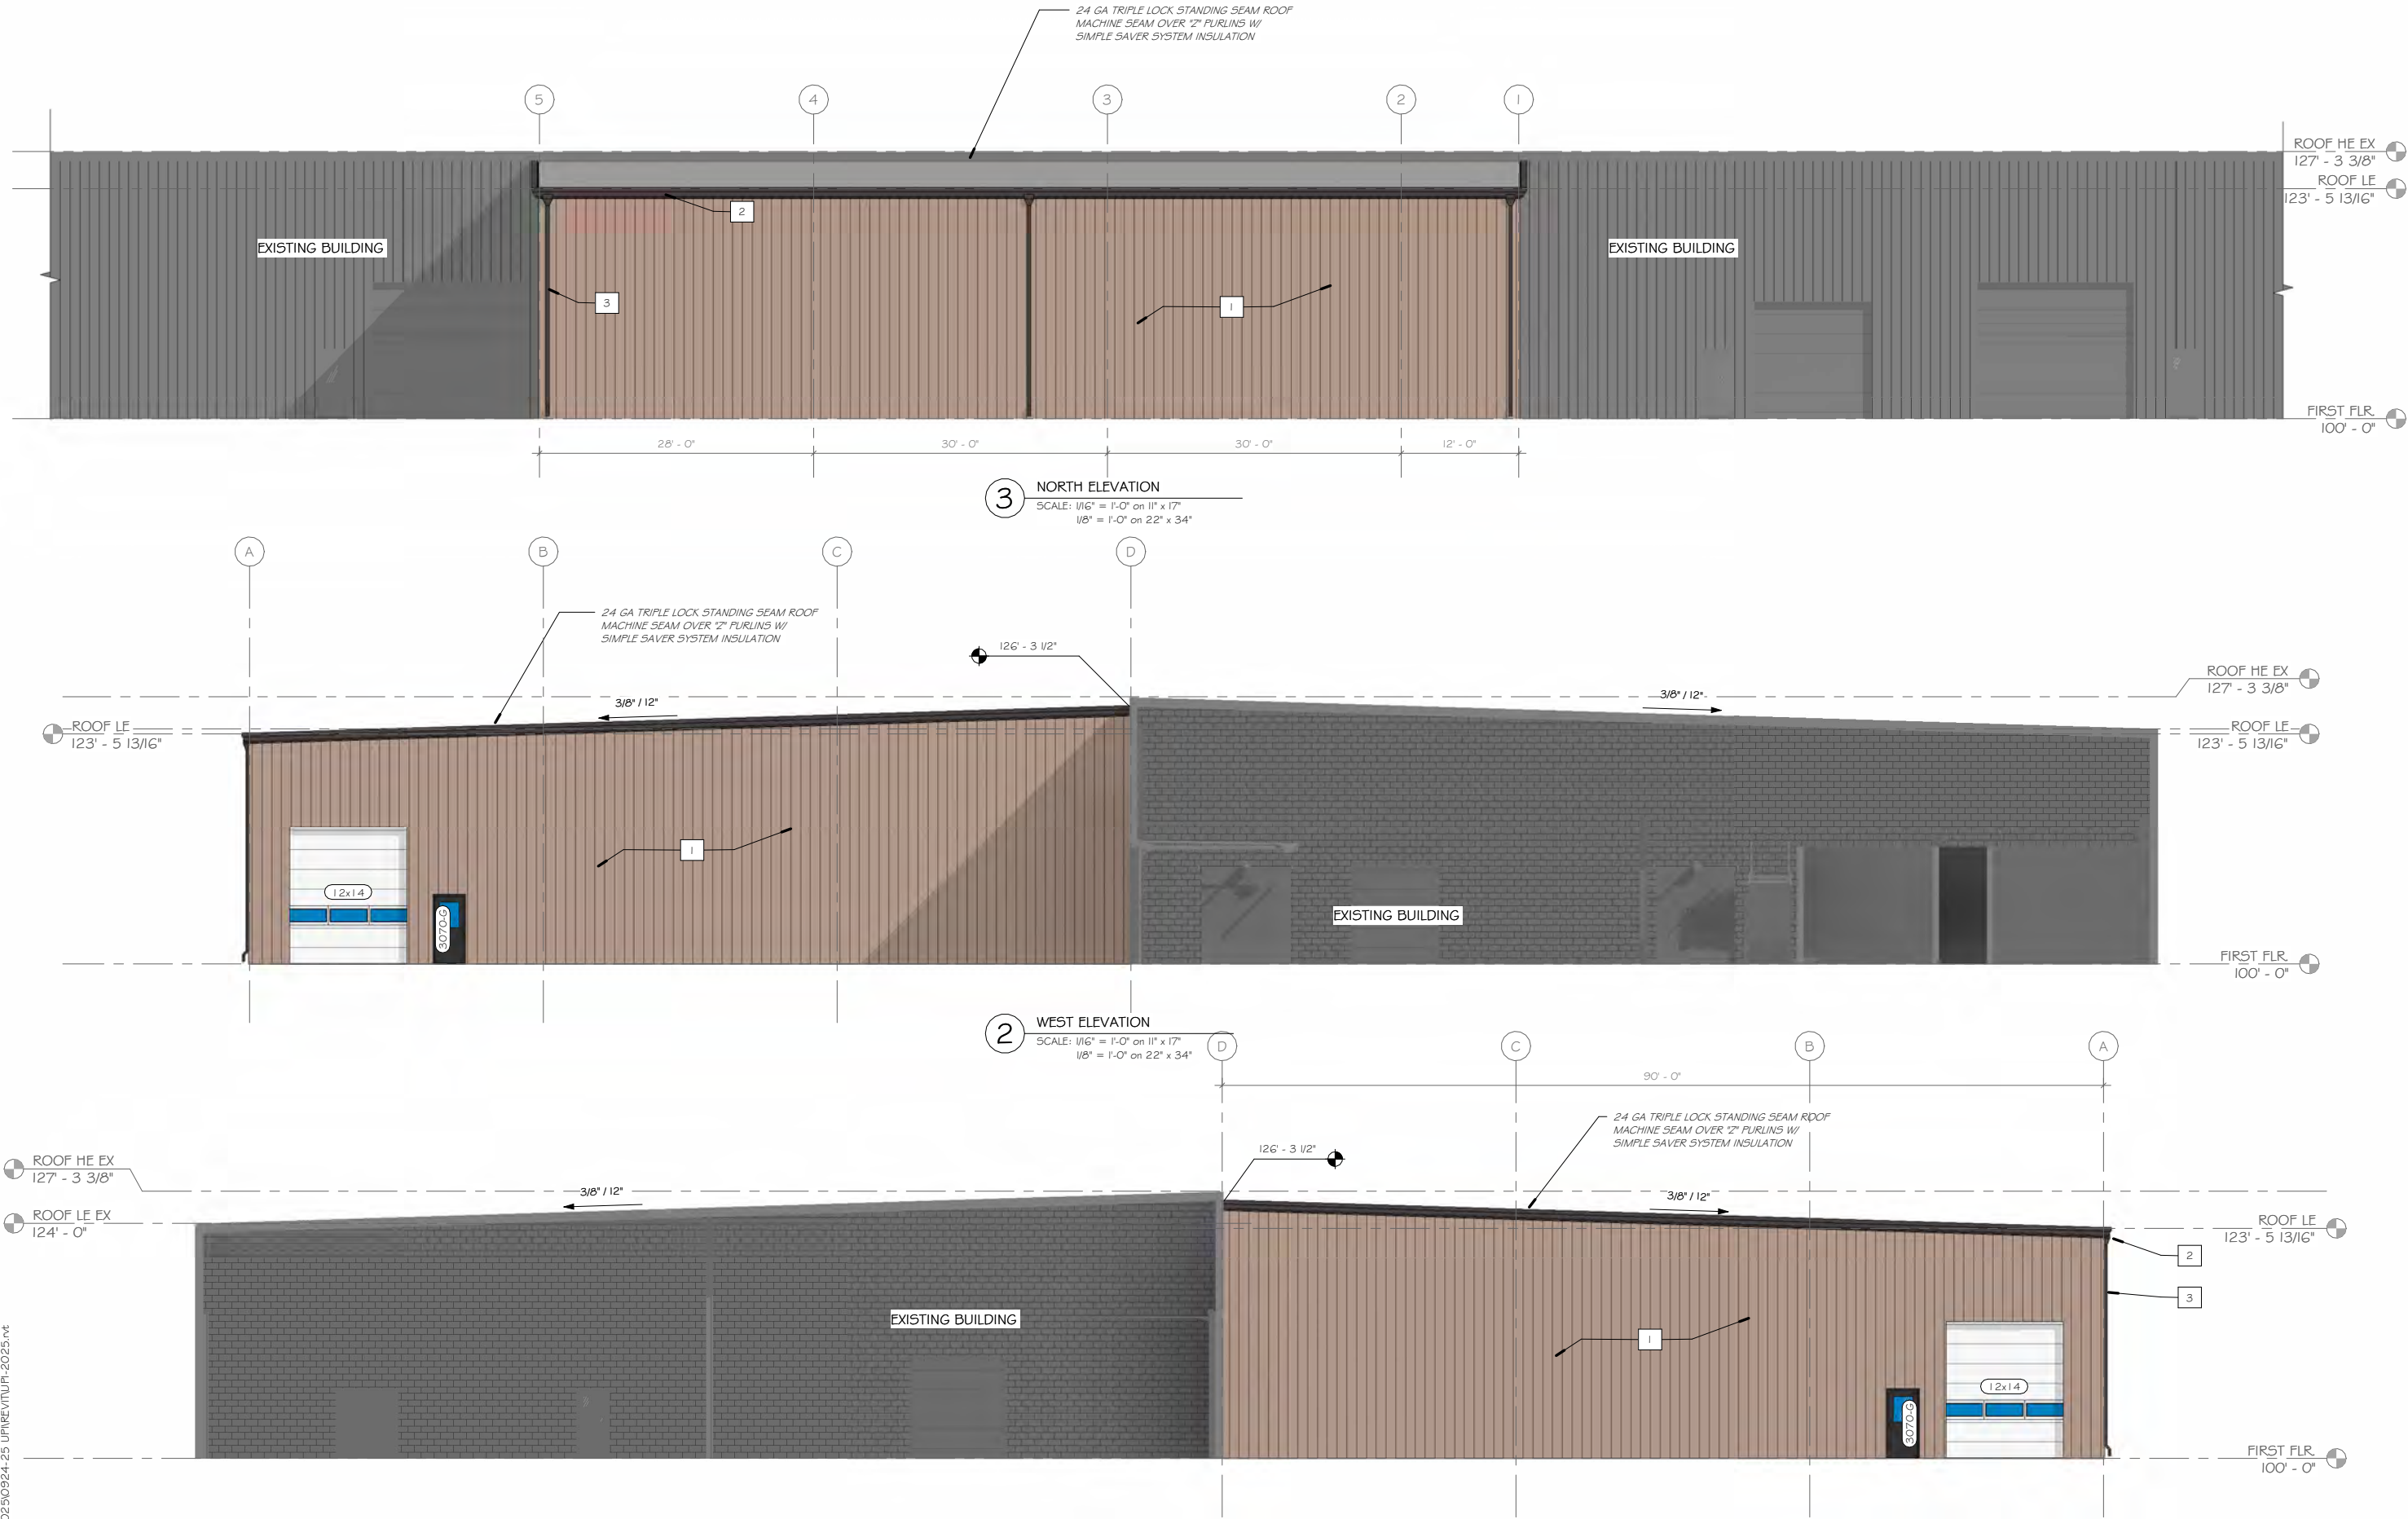 24 GA TRIPLE LOCK STANDING SEAM ROOF
MACHINE SEAM OVER "Z" PURLINS W/
SIMPLE SAVER SYSTEM INSULATION
5
4
3
2
1
ROOF HE EX
127' - 3 3/8"
ROOF LE
123' - 5 13/16"
2
EXISTING BUILDING
EXISTING BUILDING
3
1
FIRST FLR.
100' - 0"
28' - 0"
30' - 0"
30' - 0"
12' - 0"
3
NORTH ELEVATION
SCALE: 1/16" = 1'-0" on 11" x 17"
1/8" = 1'-0" on 22" x 34"
A
B
C
D
24 GA TRIPLE LOCK STANDING SEAM ROOF
MACHINE SEAM OVER "Z" PURLINS W/
SIMPLE SAVER SYSTEM INSULATION
126' - 3 1/2"
ROOF HE EX
127' - 3 3/8"
3/8" / 12"
3/8" / 12"
ROOF LE
123' - 5 13/16"
ROOF LE
123' - 5 13/16"
1
12x14
3070-G
EXISTING BUILDING
FIRST FLR.
100' - 0"
2
WEST ELEVATION
SCALE: 1/16" = 1'-0" on 11" x 17"
1/8" = 1'-0" on 22" x 34"
D
C
B
A
90' - 0"
24 GA TRIPLE LOCK STANDING SEAM ROOF
MACHINE SEAM OVER "Z" PURLINS W/
SIMPLE SAVER SYSTEM INSULATION
126' - 3 1/2"
ROOF HE EX
127' - 3 3/8"
3/8" / 12"
3/8" / 12"
ROOF LE EX
124' - 0"
ROOF LE
123' - 5 13/16"
2
3
EXISTING BUILDING
1
12x14
3070-G
FIRST FLR.
100' - 0"
025\0924-25 UPI\REVIT\UPI-2025.rvt